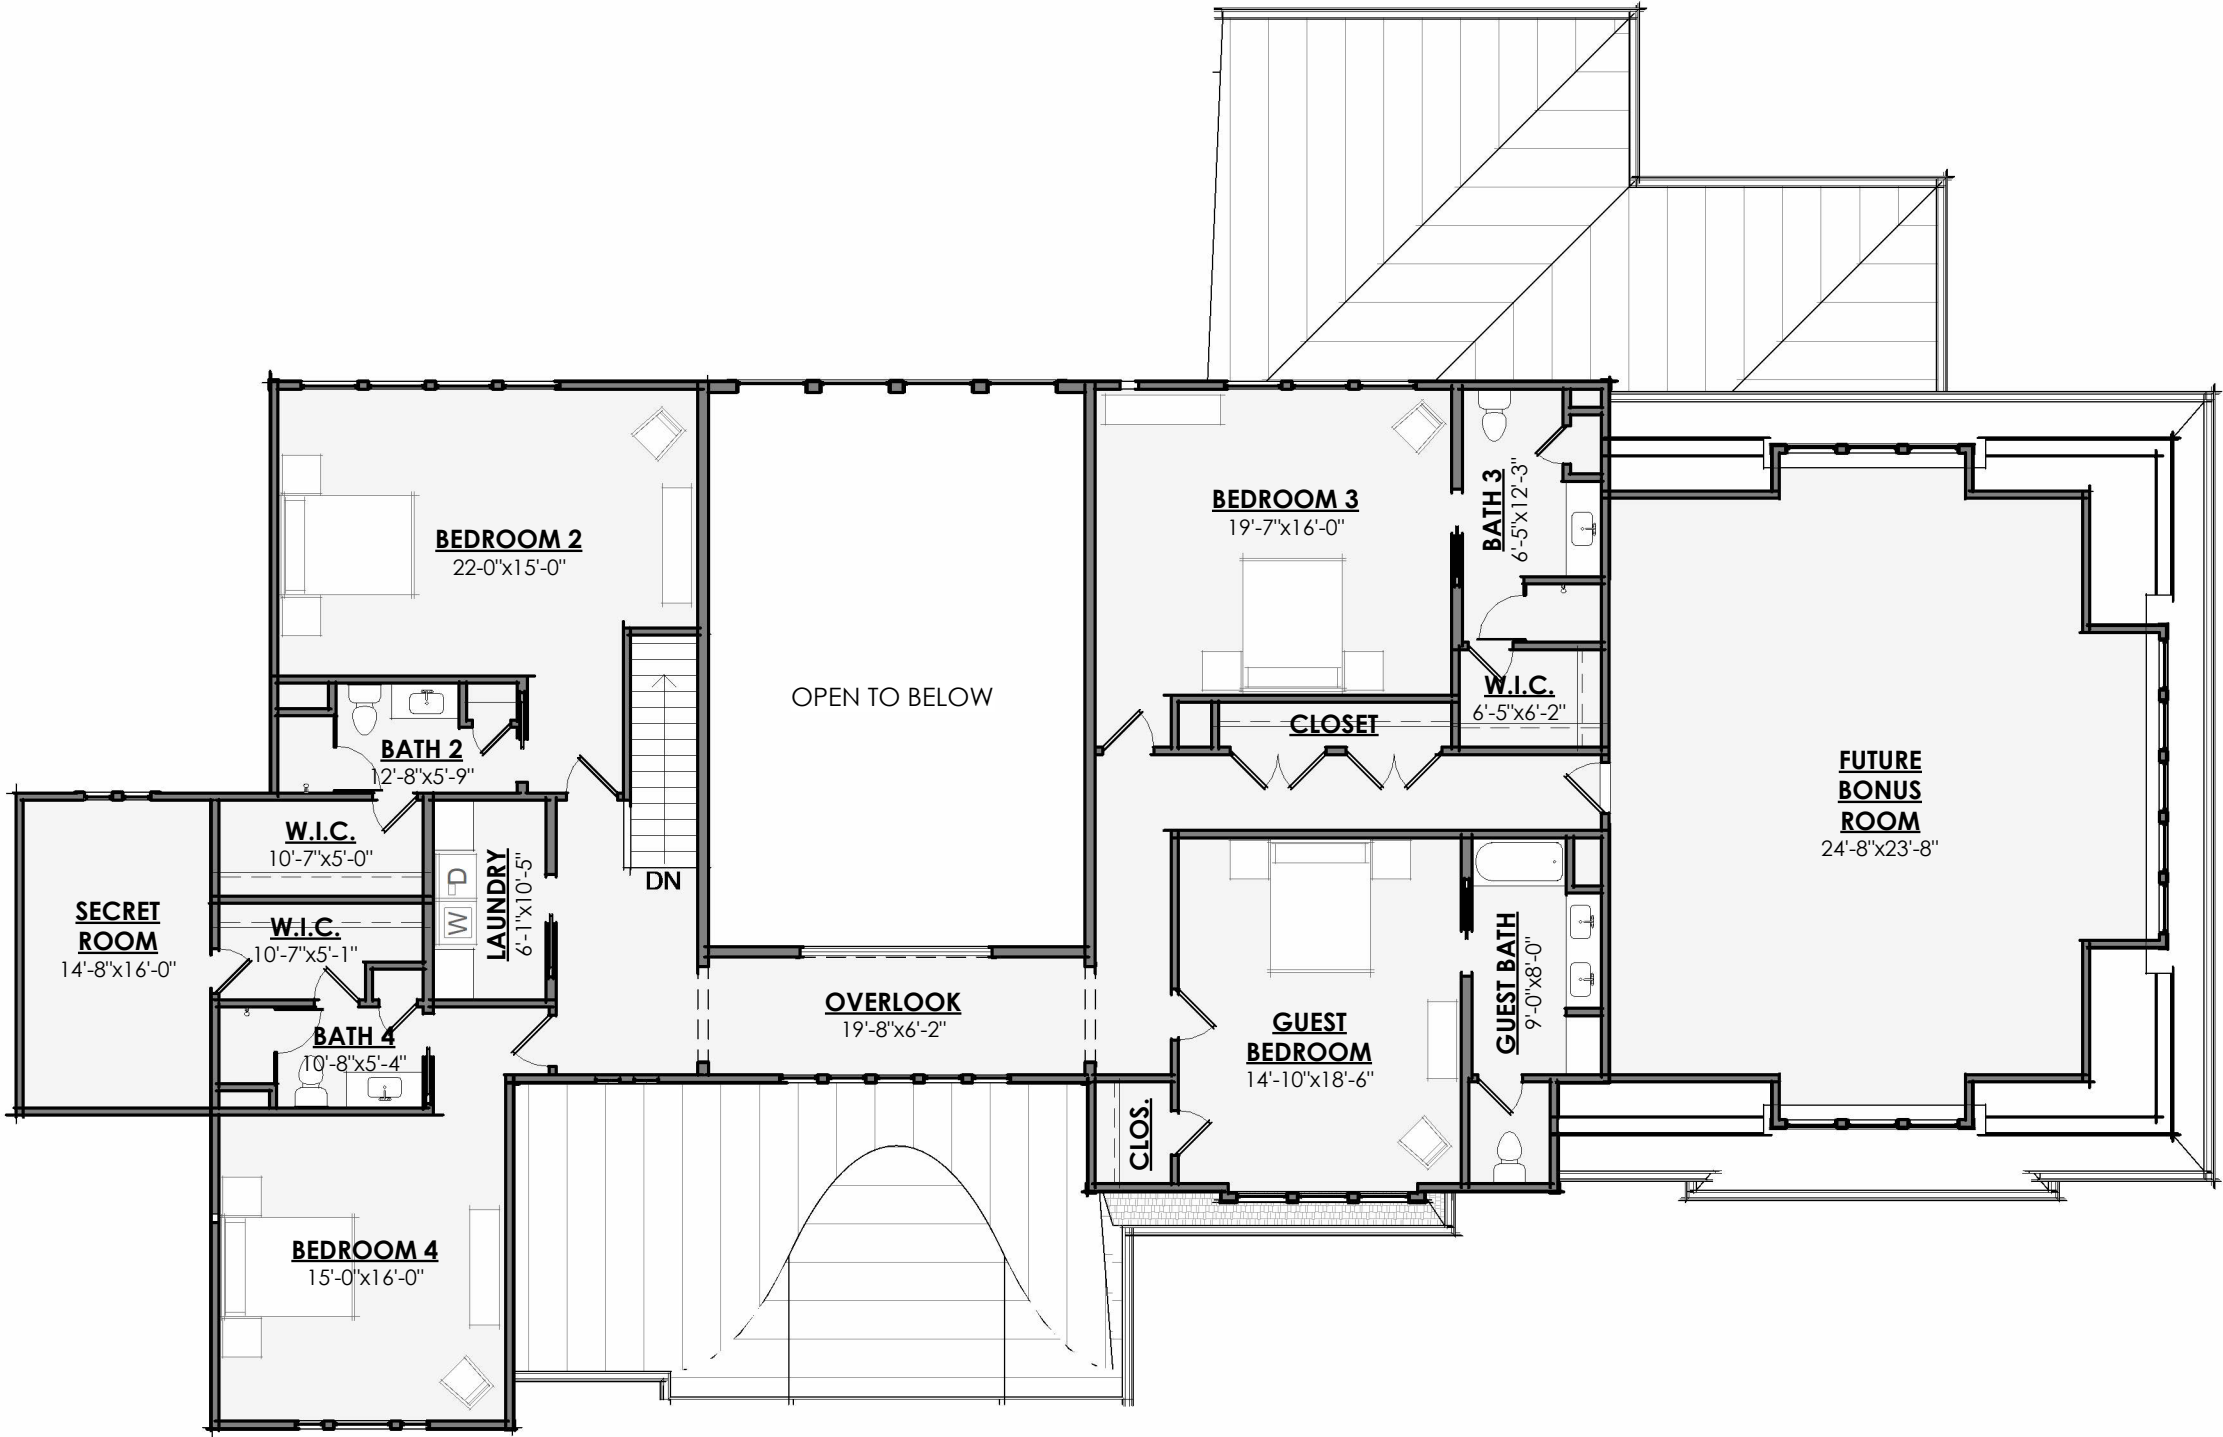 BEDROOM 2
22-0"x15'-0"
BEDROOM 3
19'-7"x16'-0"
BATH 3
6'-5"x12'-3"
OPEN TO BELOW
W.I.C.
6'-5"x6'-2"
CLOSET
BATH 2
12'-8"x5'-9"
FUTURE
BONUS
ROOM
24'-8"x23'-8"
W.I.C.
10'-7"x5'-0"
D
W
LAUNDRY
6'-1"x10'-5"
DN
SECRET
ROOM
14'-8"x16'-0"
W.I.C.
10'-7"x5'-1"
OVERLOOK
19'-8"x6'-2"
GUEST BATH
9'-0"x8'-0"
GUEST
BEDROOM
14'-10"x18'-6"
BATH 4
10'-8"x5'-4"
CLOS.
BEDROOM 4
15'-0"x16'-0"